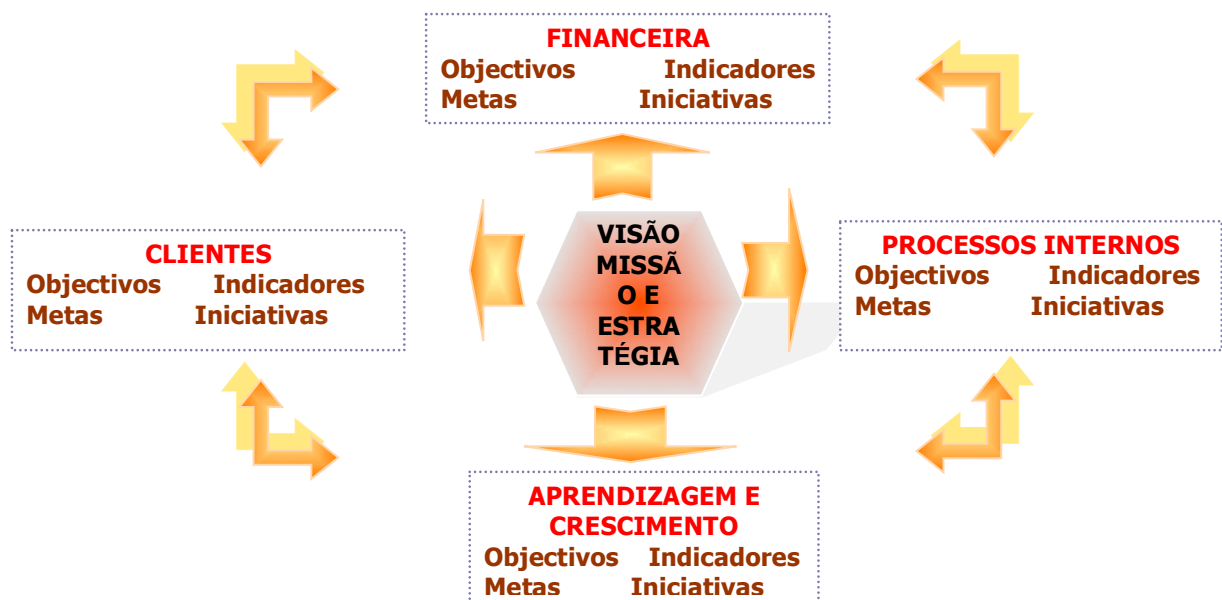 FINANCEIRA
Objectivos Indicadores
Metas Iniciativas
CLIENTES
Objectivos Indicadores
Metas Iniciativas
VISÃO
MISSÃ
O E
ESTRA
TÉGIA
PROCESSOS INTERNOS
Objectivos Indicadores
Metas Iniciativas
APRENDIZAGEM E
CRESCIMENTO
Objectivos Indicadores
Metas Iniciativas